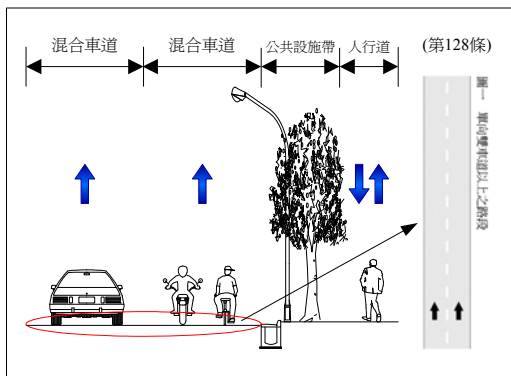 混合車道
混合車道
公共設施帶
人行道
(第128條)
圖一 單向雙車道以上之路段